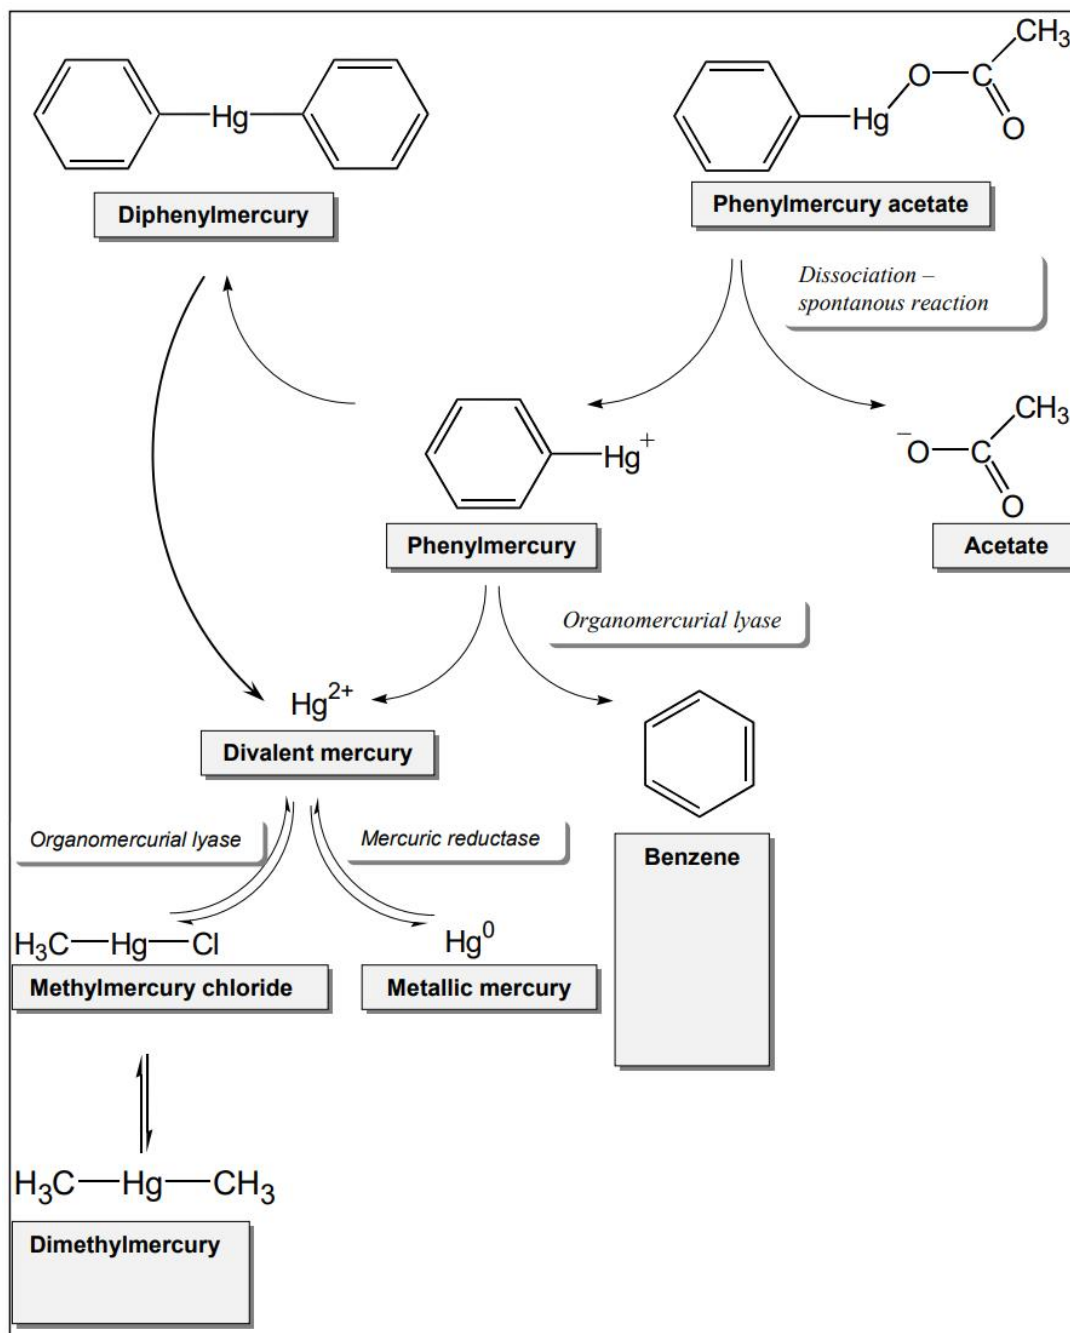 CH3
O
C
Hg
Hg
O
Diphenylmercury
Phenylmercury acetate
Dissociation –
spontanous reaction
CH3
Hg+
–O
C
O
Phenylmercury
Acetate
Organomercurial lyase
Hg2+
Divalent mercury
Organomercurial lyase
Mercuric reductase
Benzene
H3C
Hg
Cl
Hg0
Methylmercury chloride
Metallic mercury
H3C
Hg
CH3
Dimethylmercury